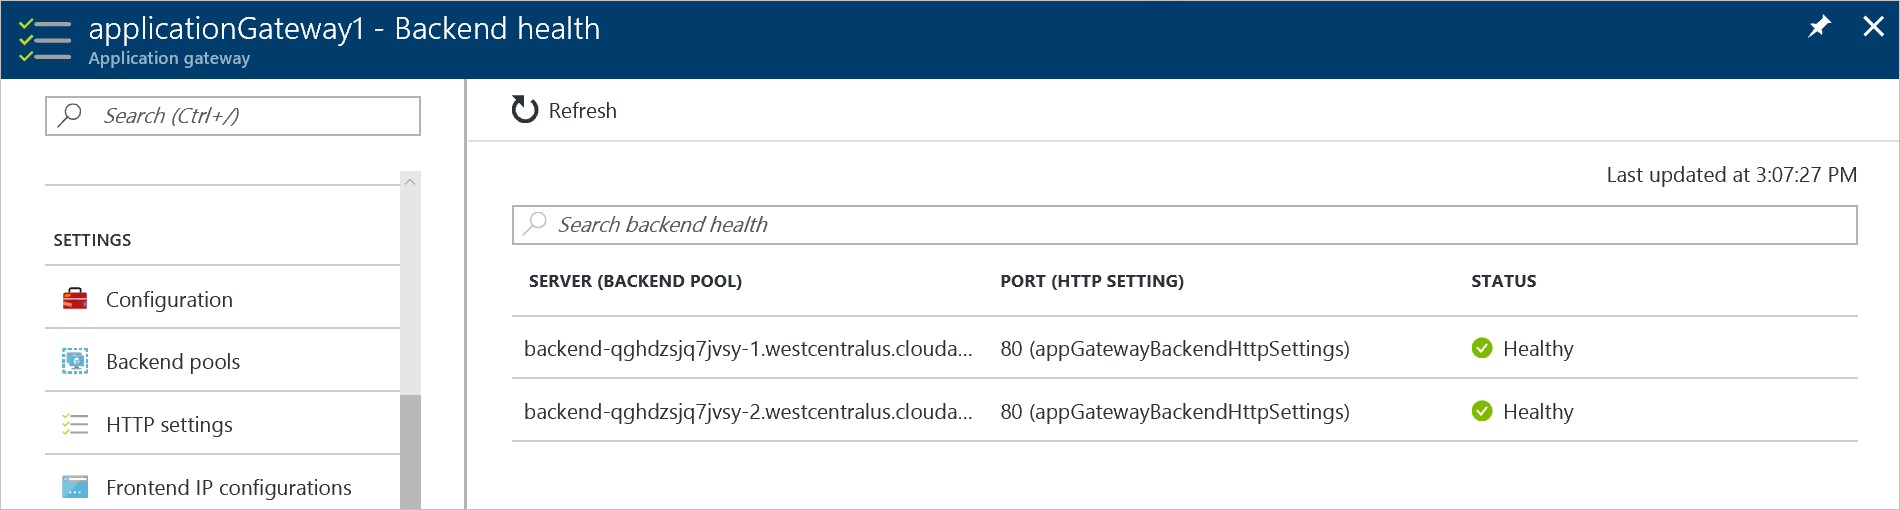 applicationGateway1 - Backend health
Application gateway
Search (Ctrl+/)
SETTINGS
Configuration
Backend pools
HTTP settings
Frontend IP configurations
Refresh
Last updated at 3:07:27 PM
Search backend health
SERVER (BACKEND POOL) PORT (HTTP SETTING) STATUS
backend-qghdzsjq7jvsy-1.westcentralus.clouda... 80 (appGatewayBackendHttpSettings) Healthy
backend-qghdzsjq7jvsy-2.westcentralus.clouda... 80 (appGatewayBackendHttpSettings) Healthy